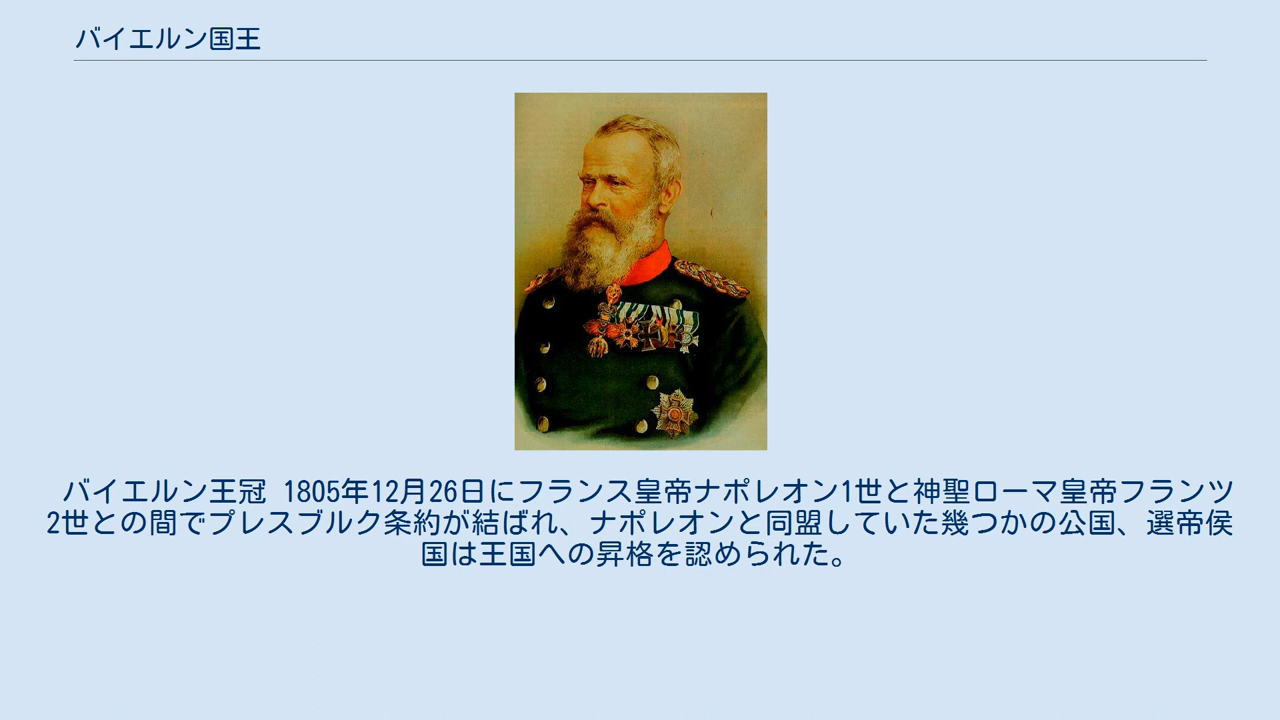 バイエルン国王
バイエルン王冠 1805年12月26日にフランス皇帝ナポレオン1世と神聖ローマ皇帝フランツ
2世との間でプレスブルク条約が結ばれ、ナポレオンと同盟していた幾つかの公国、選帝侯
国は王国への昇格を認められた。